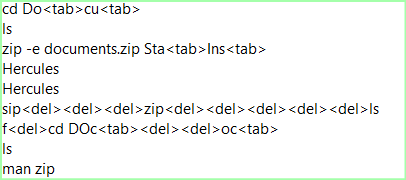 cd Do<tab>cu<tab>
ls
zip -e documents.zip Sta<tab>Ins<tab>
Hercules
Hercules
sip<del><del><del>zip<del><del><del><del><del>ls
f<del>cd DOc<tab><del><del>oc<tab>
ls
man zip